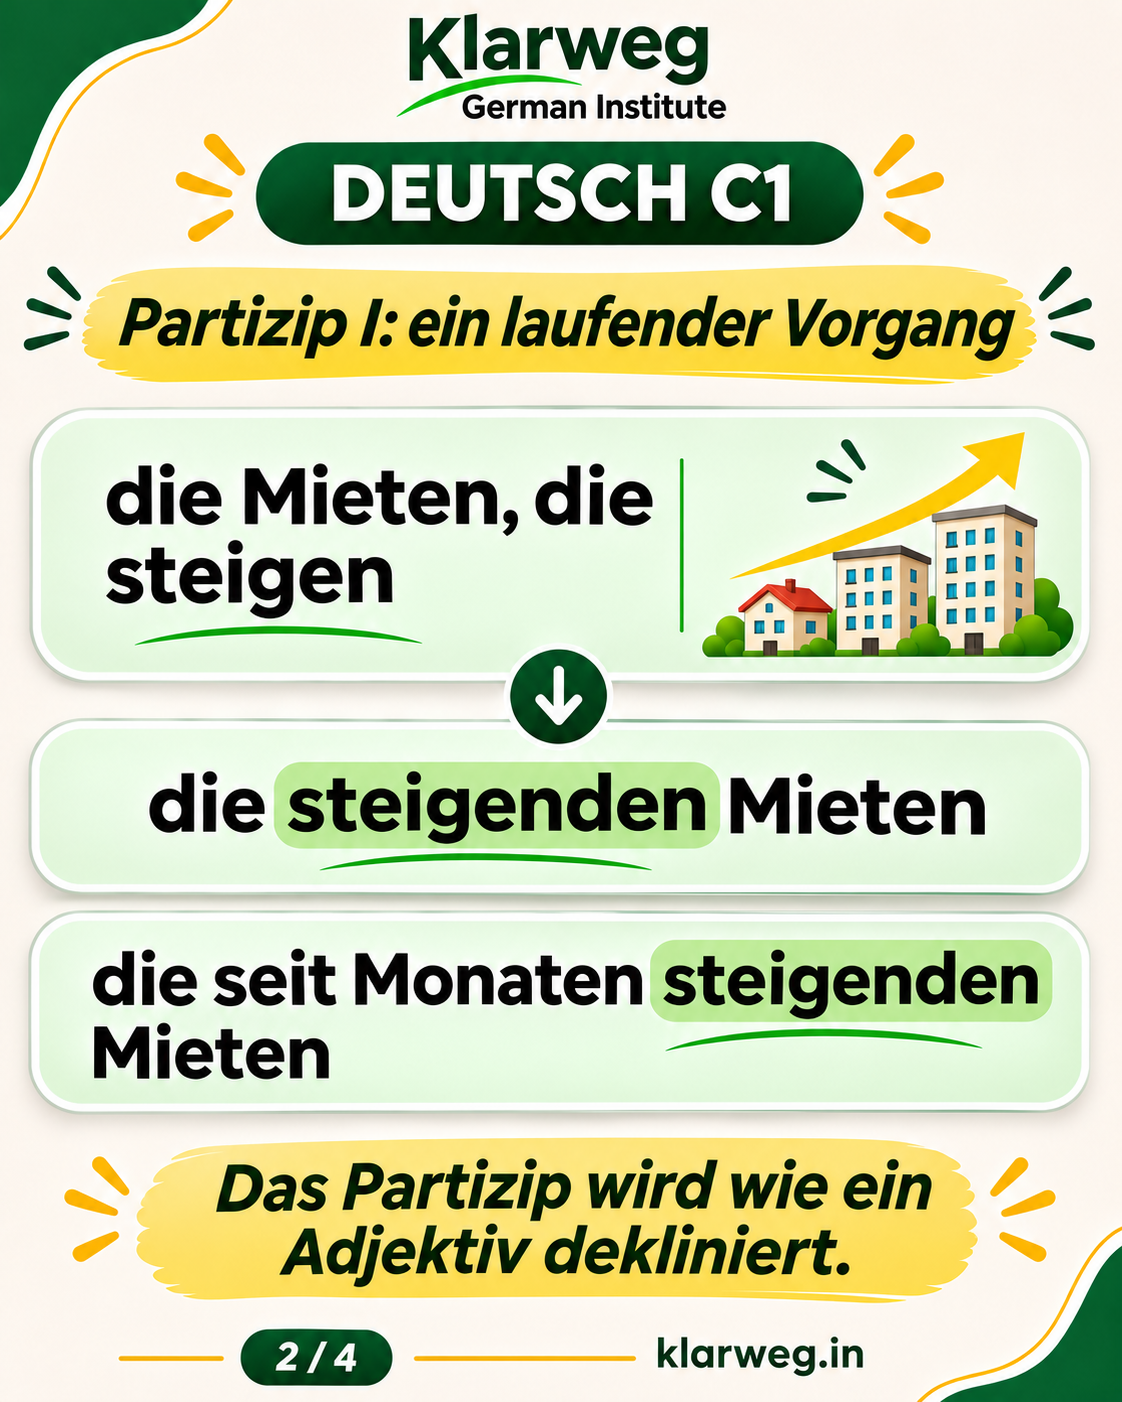 Klarweg
German Institute
DEUTSCH C1
Partizip I: ein laufender Vorgang
die Mieten, die
steigen
die steigenden Mieten
die seit Monaten steigenden
Mieten
Das Partizip wird wie ein
Adjektiv dekliniert.
2 / 4
klarweg.in